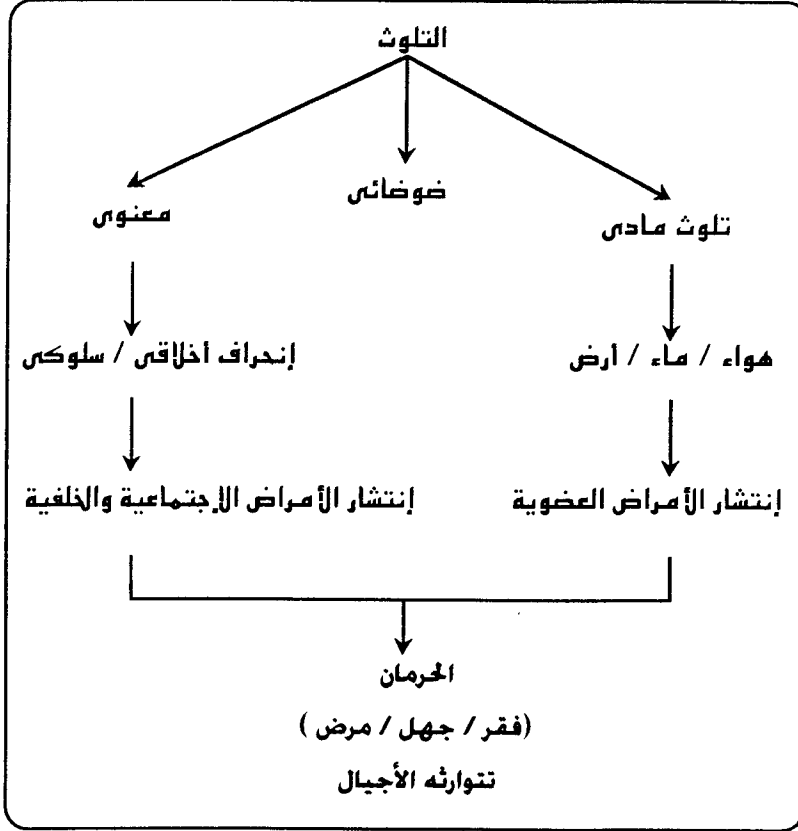 التلوث
ضوضائى
تلوث مادى
معنوى
هواء / ماء / أرض
إنحراف أخلاقى / سلوكى
إنتشار الأمراض العضوية
إنتشار الأمراض الإجتماعية والخلفية
الحرمان
(فقر / جهل / مرض)
تتوارثه الأجيال